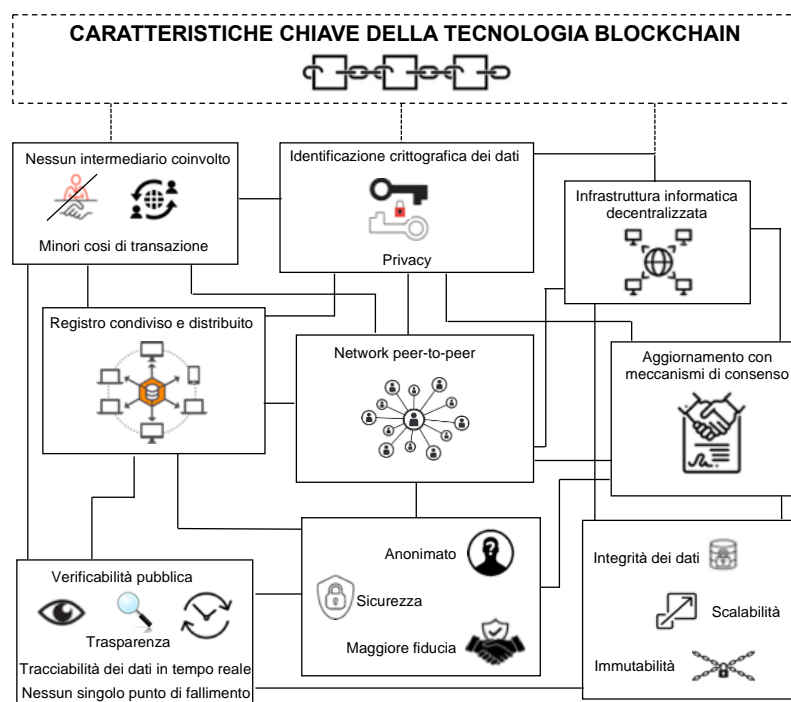 CARATTERISTICHE CHIAVE DELLA TECNOLOGIA BLOCKCHAIN
Nessun intermediario coinvolto
Minori cosi di transazione
Identificazione crittografica dei dati
Privacy
Infrastruttura informatica
decentralizzata
Registro condiviso e distribuito
Network peer-to-peer
Aggiornamento con
meccanismi di consenso
Verificabilità pubblica
Trasparenza
Tracciabilità dei dati in tempo reale
Nessun singolo punto di fallimento
Anonimato
Sicurezza
Maggiore fiducia
Integrità dei dati
Scalabilità
Immutabilità